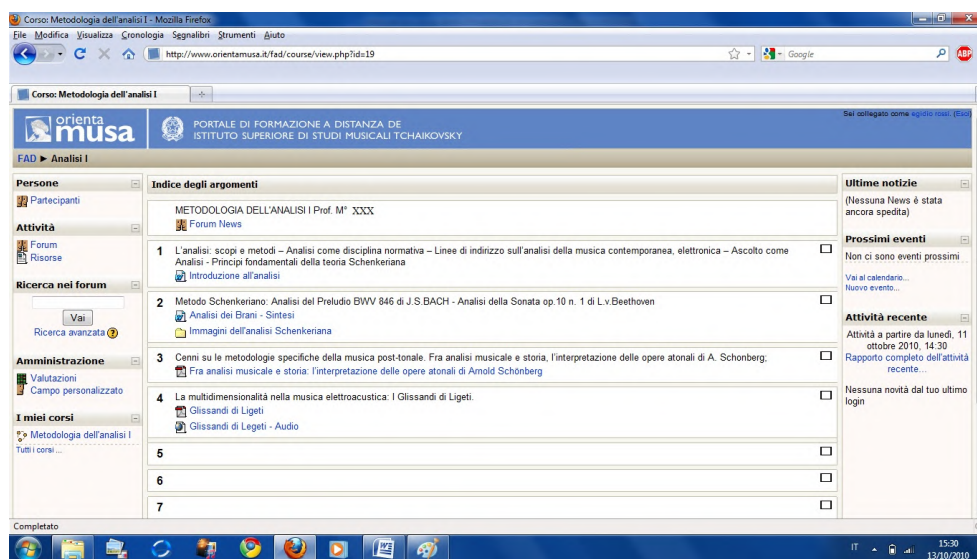 Corso: Metodologia dell'analisi I - Mozilla Firefox
File Modifica Visualizza Cronologia Segnalibri Strumenti Aiuto
http://www.orientamusa.it/fad/course/view.php?id=19
Google
ABP
Corso: Metodologia dell'analisi I
orienta
musa
PORTALE DI FORMAZIONE A DISTANZA DE
ISTITUTO SUPERIORE DI STUDI MUSICALI TCHAIKOVSKY
Sei collegato come egidio rossi. (Esci)
FAD ► Analisi I
Persone
Partecipanti
Attività
Forum
Risorse
Ricerca nei forum
Vai
Ricerca avanzata
Amministrazione
Valutazioni
Campo personalizzato
I miei corsi
Metodologia dell'analisi I
Tutti i corsi ...
Indice degli argomenti
METODOLOGIA DELL'ANALISI I Prof. M° XXX
Forum News
1 L'analisi: scopi e metodi – Analisi come disciplina normativa – Linee di indirizzo sull'analisi della musica contemporanea, elettronica – Ascolto come
Analisi - Principi fondamentali della teoria Schenkeriana
Introduzione all'analisi
2 Metodo Schenkeriano: Analisi del Preludio BWV 846 di J.S.BACH - Analisi della Sonata op.10 n. 1 di L.v.Beethoven
Analisi dei Brani - Sintesi
Immagini dell'analisi Schenkeriana
3 Cenni su le metodologie specifiche della musica post-tonale. Fra analisi musicale e storia, l'interpretazione delle opere atonali di A. Schonberg;
Fra analisi musicale e storia: l'interpretazione delle opere atonali di Arnold Schönberg
4 La multidimensionalità nella musica elettroacustica: I Glissandi di Ligeti.
Glissandi di Ligeti
Glissandi di Legeti - Audio
5
6
7
Ultime notizie
(Nessuna News è stata
ancora spedita)
Prossimi eventi
Non ci sono eventi prossimi
Vai al calendario...
Nuovo evento...
Attività recente
Attività a partire da lunedì, 11
ottobre 2010, 14:30
Rapporto completo dell'attività
recente...
Nessuna novità dal tuo ultimo
login
Completato
IT
15:30
13/10/2010